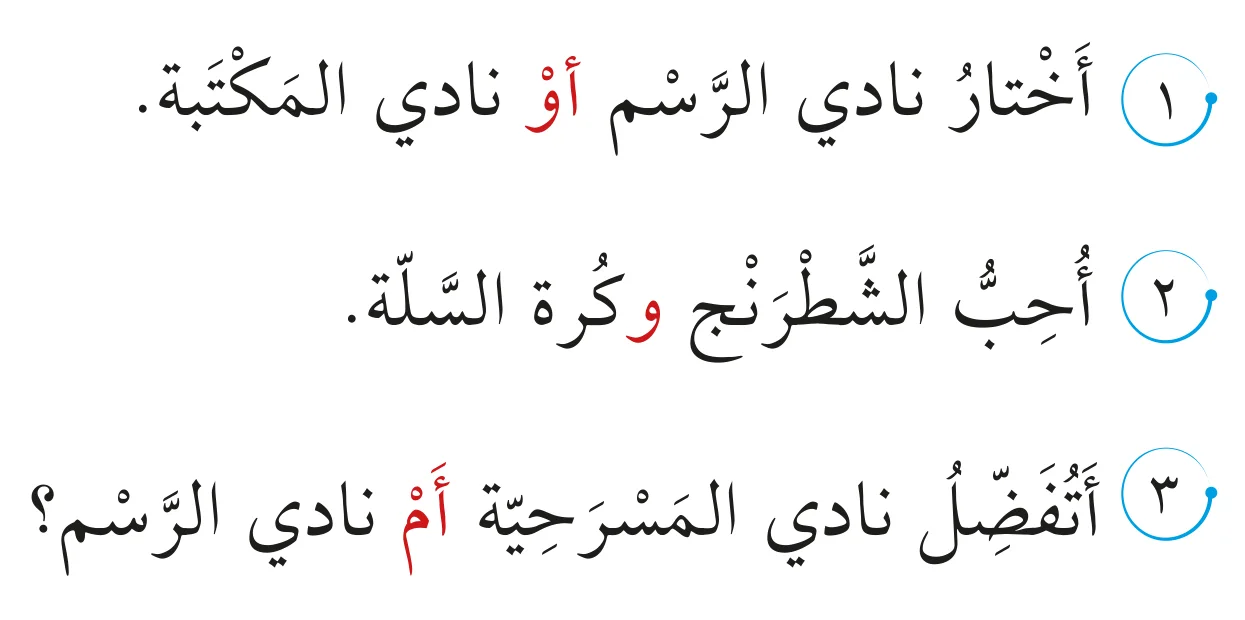 ١ أَخْتارُ نادي الرَّسْم أوْ نادي المَكْتَبة.
٢ أُحِبُّ الشَّطْرَنْج وكُرة السَّلّة.
٣ أَتُفَضِّلُ نادي المَسْرَحِيّة أَمْ نادي الرَّسْم؟